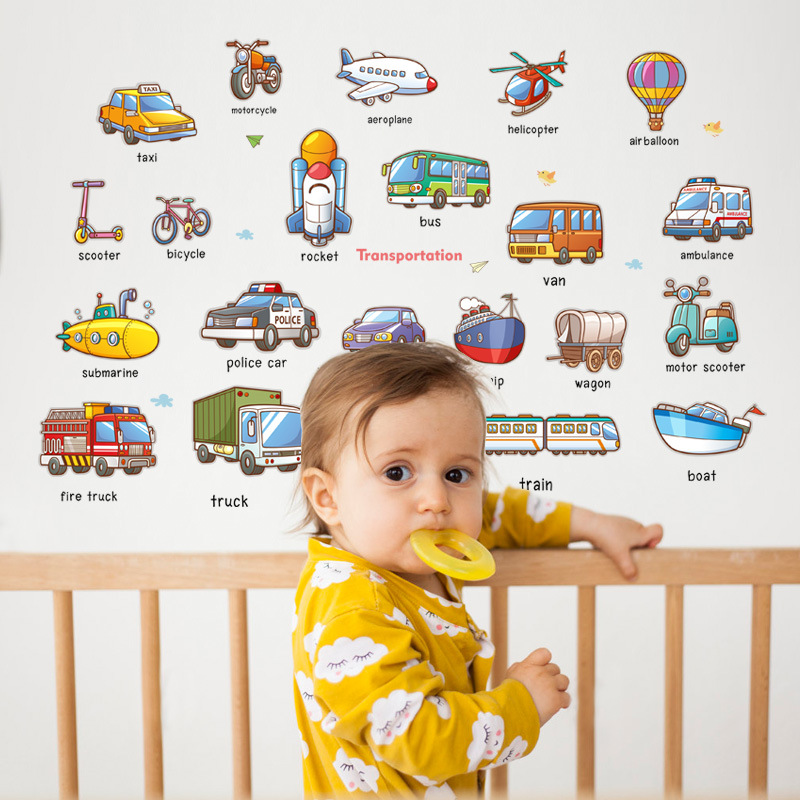 TAXI
taxi
motorcycle
aeroplane
helicopter
airballoon
scooter
bicycle
rocket
bus
Transportation
van
AMBULANCE
AMBULANCE
ambulance
submarine
POLICE
police car
wagon
motor scooter
fire truck
truck
train
boat